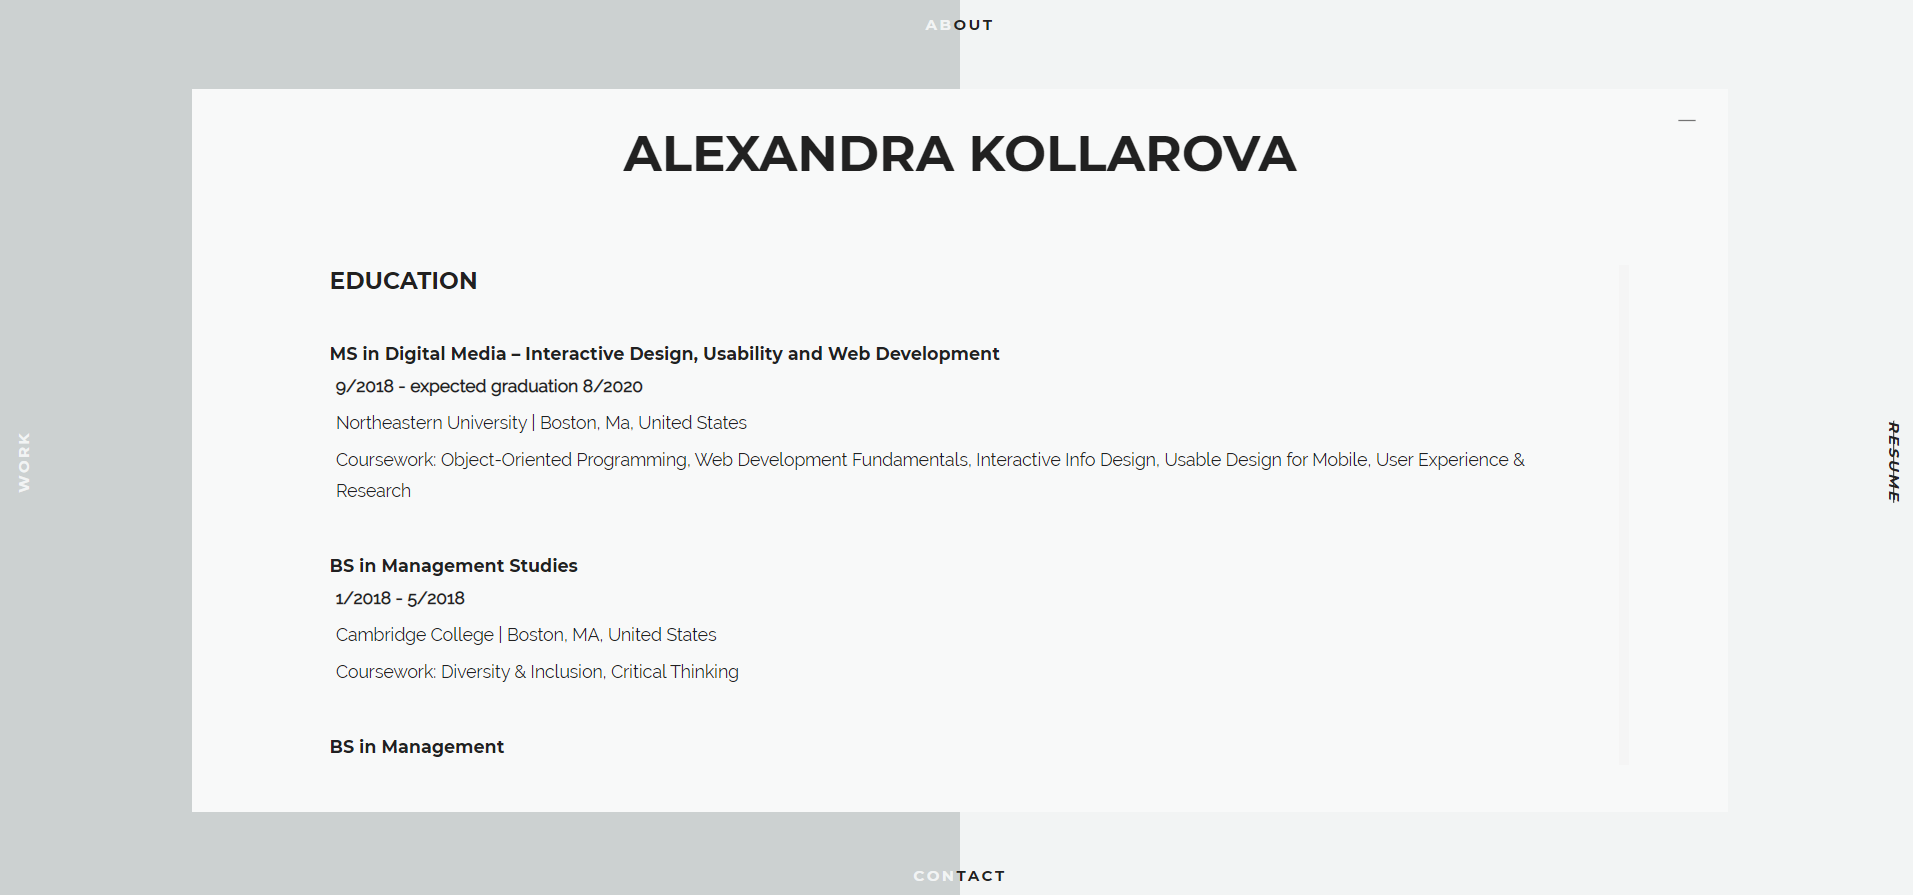 ABOUT
ALEXANDRA KOLLAROVA
EDUCATION
MS in Digital Media – Interactive Design, Usability and Web Development
9/2018 - expected graduation 8/2020
Northeastern University | Boston, Ma, United States
Coursework: Object-Oriented Programming, Web Development Fundamentals, Interactive Info Design, Usable Design for Mobile, User Experience &
Research
WORK
RESUME
BS in Management Studies
1/2018 - 5/2018
Cambridge College | Boston, MA, United States
Coursework: Diversity & Inclusion, Critical Thinking
BS in Management
CONTACT